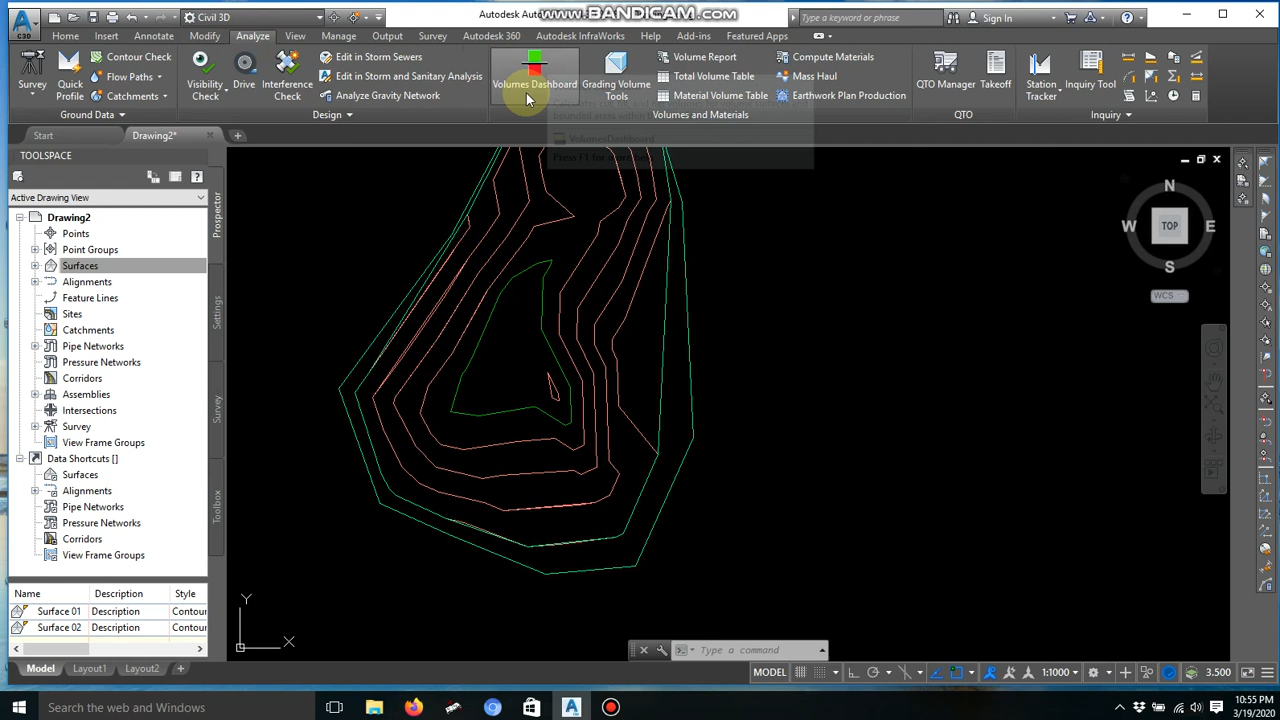 Autodesk Auto
www.BANDICAM.com
Civil 3D
Type a keyword or phrase
Sign In
C3D
Home
Insert
Annotate
Modify
Analyze
View
Manage
Output
Survey
Autodesk 360
Autodesk InfraWorks
Help
Add-ins
Featured Apps
Survey
Quick Profile
Contour Check
Flow Paths
Catchments
Ground Data
Visibility Check
Drive
Interference Check
Edit in Storm Sewers
Edit in Storm and Sanitary Analysis
Analyze Gravity Network
Design
Volumes Dashboard
Grading Volume Tools
Volume Report
Total Volume Table
Material Volume Table
Compute Materials
Mass Haul
Earthwork Plan Production
Volumes and Materials
QTO Manager
Takeoff
QTO
Station Tracker
Inquiry Tool
Inquiry
VolumesDashboard
Press F1 for more help
Start
Drawing2*
TOOLSPACE
Active Drawing View
Drawing2
Points
Point Groups
Surfaces
Alignments
Feature Lines
Sites
Catchments
Pipe Networks
Pressure Networks
Corridors
Assemblies
Intersections
Survey
View Frame Groups
Data Shortcuts []
Surfaces
Alignments
Pipe Networks
Pressure Networks
Corridors
View Frame Groups
Prospector
Settings
Survey
Toolbox
Name Description Style
Surface 01 Description Contour
Surface 02 Description Contour
N
W TOP E
S
WCS
Y
X
Type a command
Model Layout1 Layout2
MODEL
1:1000
3.500
Search the web and Windows
10:55 PM
3/19/2020